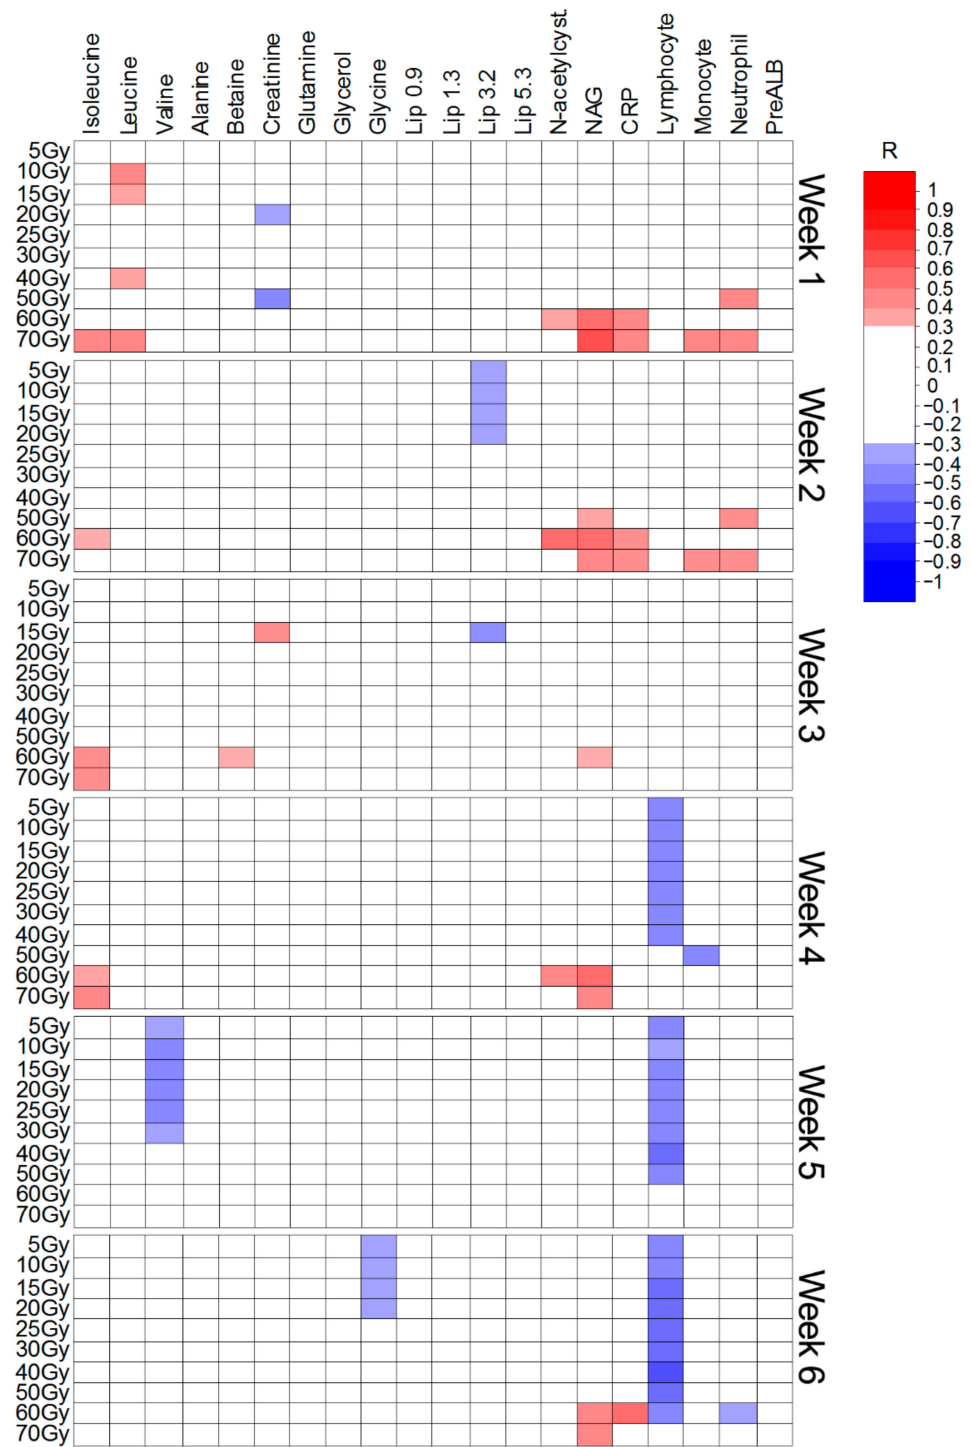 Isoleucine
Leucine
Valine
Alanine
Betaine
Creatinine
Glutamine
Glycerol
Glycine
Lip 0.9
Lip 1.3
Lip 3.2
Lip 5.3
N-acetylcyst.
NAG
CRP
Lymphocyte
Monocyte
Neutrophil
PreALB
5Gy
10Gy
15Gy
20Gy
25Gy
30Gy
40Gy
50Gy
60Gy
70Gy
Week 1
5Gy
10Gy
15Gy
20Gy
25Gy
30Gy
40Gy
50Gy
60Gy
70Gy
Week 2
5Gy
10Gy
15Gy
20Gy
25Gy
30Gy
40Gy
50Gy
60Gy
70Gy
Week 3
5Gy
10Gy
15Gy
20Gy
25Gy
30Gy
40Gy
50Gy
60Gy
70Gy
Week 4
5Gy
10Gy
15Gy
20Gy
25Gy
30Gy
40Gy
50Gy
60Gy
70Gy
Week 5
5Gy
10Gy
15Gy
20Gy
25Gy
30Gy
40Gy
50Gy
60Gy
70Gy
Week 6
R
1
0.9
0.8
0.7
0.6
0.5
0.4
0.3
0.2
0.1
0
−0.1
−0.2
−0.3
−0.4
−0.5
−0.6
−0.7
−0.8
−0.9
−1